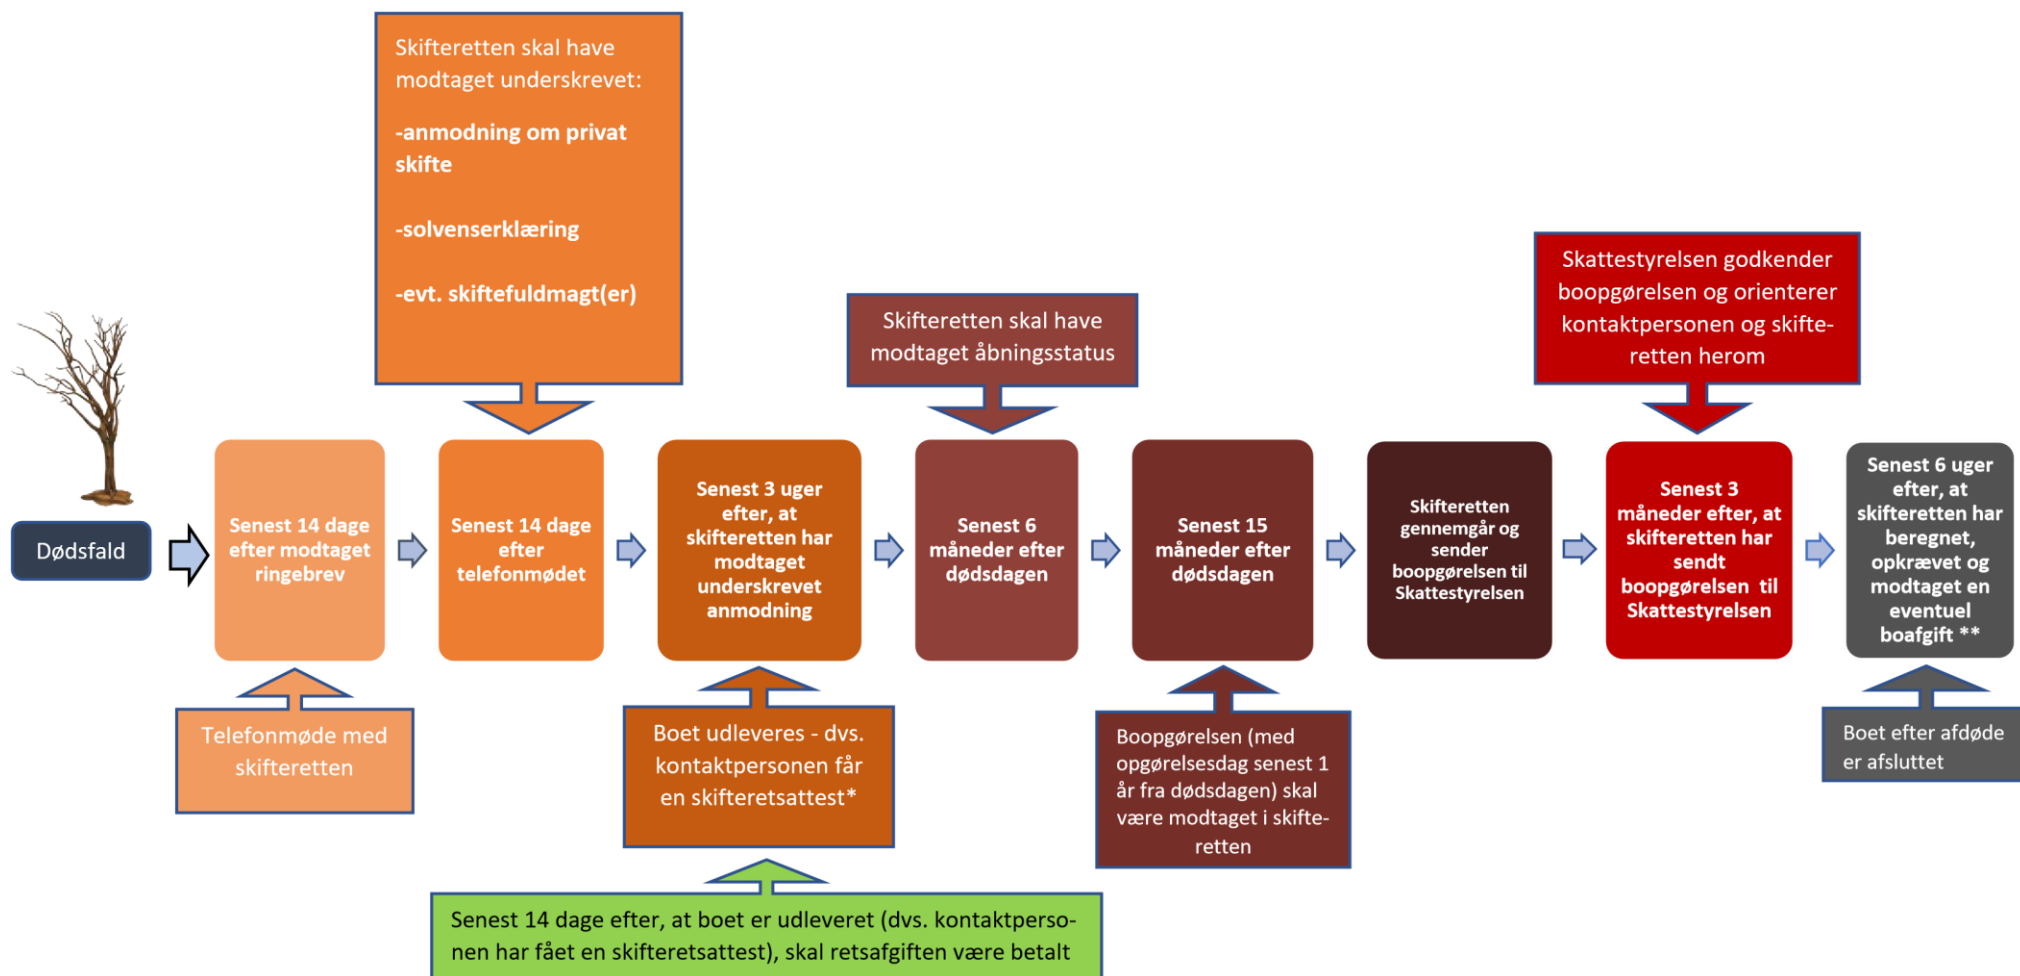 Skifteretten skal have
modtaget underskrevet:
-anmodning om privat
skifte
-solvenserklæring
-evt. skiftefuldmagt(er)
Skifteretten skal have
modtaget åbningsstatus
Skattestyrelsen godkender
boopgørelsen og orienterer
kontaktpersonen og skifte-
retten herom
Dødsfald
Senest 14 dage
efter modtaget
ringebrev
Senest 14 dage
efter
telefonmødet
Senest 3 uger
efter, at
skifteretten har
modtaget
underskrevet
anmodning
Senest 6
måneder efter
dødsdagen
Senest 15
måneder efter
dødsdagen
Skifteretten
gennemgår og
sender
boopgørelsen til
Skattestyrelsen
Senest 3
måneder efter, at
skifteretten har
sendt
boopgørelsen til
Skattestyrelsen
Senest 6 uger
efter, at
skifteretten har
beregnet,
opkrævet og
modtaget en
eventuel
boafgift **
Telefonmøde med
skifteretten
Boet udleveres - dvs.
kontaktpersonen får
en skifteretsattest*
Boopgørelsen (med
opgørelsesdag senest 1
år fra dødsdagen) skal
være modtaget i skifte-
retten
Boet efter afdøde
er afsluttet
Senest 14 dage efter, at boet er udleveret (dvs. kontaktperso-
nen har fået en skifteretsattest), skal retsafgiften være betalt